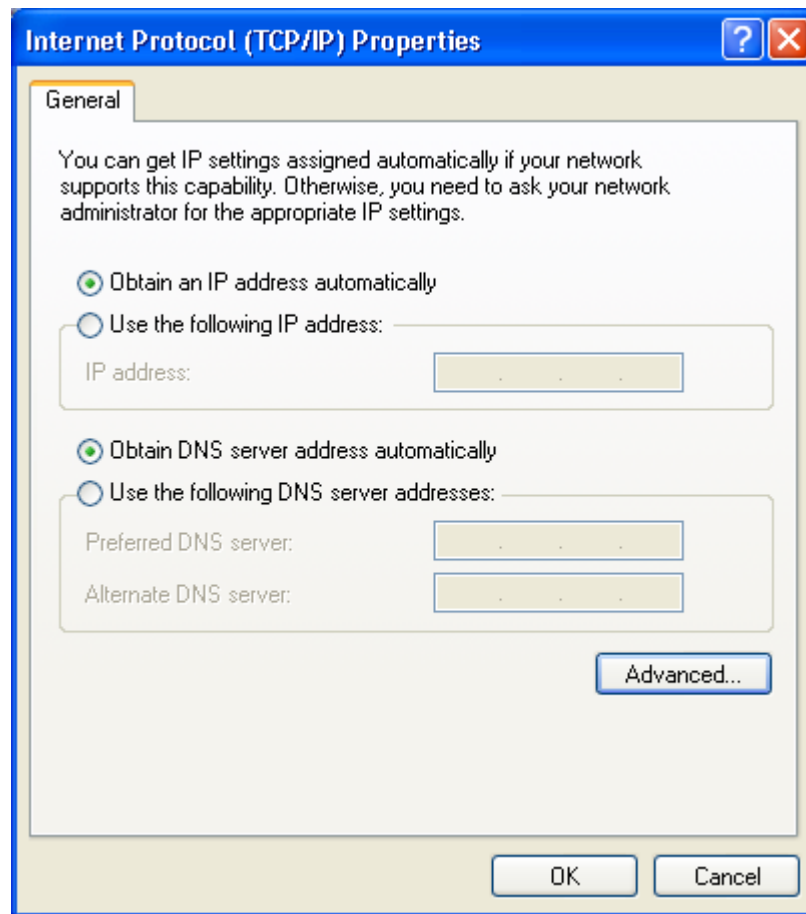 Internet Protocol (TCP/IP) Properties
?
General
You can get IP settings assigned automatically if your network
supports this capability. Otherwise, you need to ask your network
administrator for the appropriate IP settings.
Obtain an IP address automatically
Use the following IP address:
IP address:
Obtain DNS server address automatically
Use the following DNS server addresses:
Preferred DNS server:
Alternate DNS server:
Advanced...
OK
Cancel